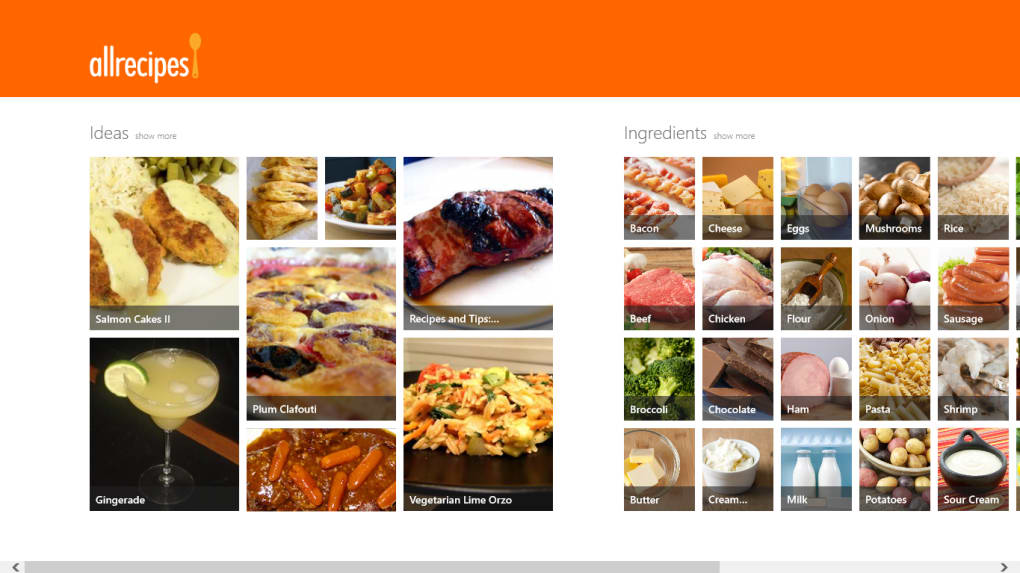 allrecipes
Ideas show more
Salmon Cakes II
Recipes and Tips:...
Plum Clafouti
Gingerade
Vegetarian Lime Orzo
Ingredients show more
Bacon
Cheese
Eggs
Mushrooms
Rice
Beef
Chicken
Flour
Onion
Sausage
Broccoli
Chocolate
Ham
Pasta
Shrimp
Butter
Cream...
Milk
Potatoes
Sour Cream